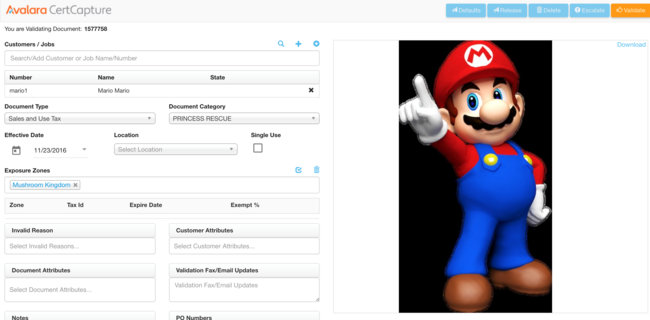 Avalara CertCapture
Defaults Renew Delete Escalate Validate
You are Validating Document: 1577758
Customers / Jobs
Download
Search/Add Customer or Job Name/Number
Number Name State
mario1 Mario Mario
Document Type Document Category
Sales and Use Tax PRINCESS RESCUE
Effective Date Location Single Use
11/23/2016 Select Location
Exposure Zones
Mushroom Kingdom
Zone Tax Id Expire Date Exempt %
Invalid Reason Customer Attributes
Select Invalid Reasons... Select Customer Attributes...
Document Attributes Validation Fax/Email Updates
Select Document Attributes... Validation Fax/Email Updates
Notes PO Numbers
M